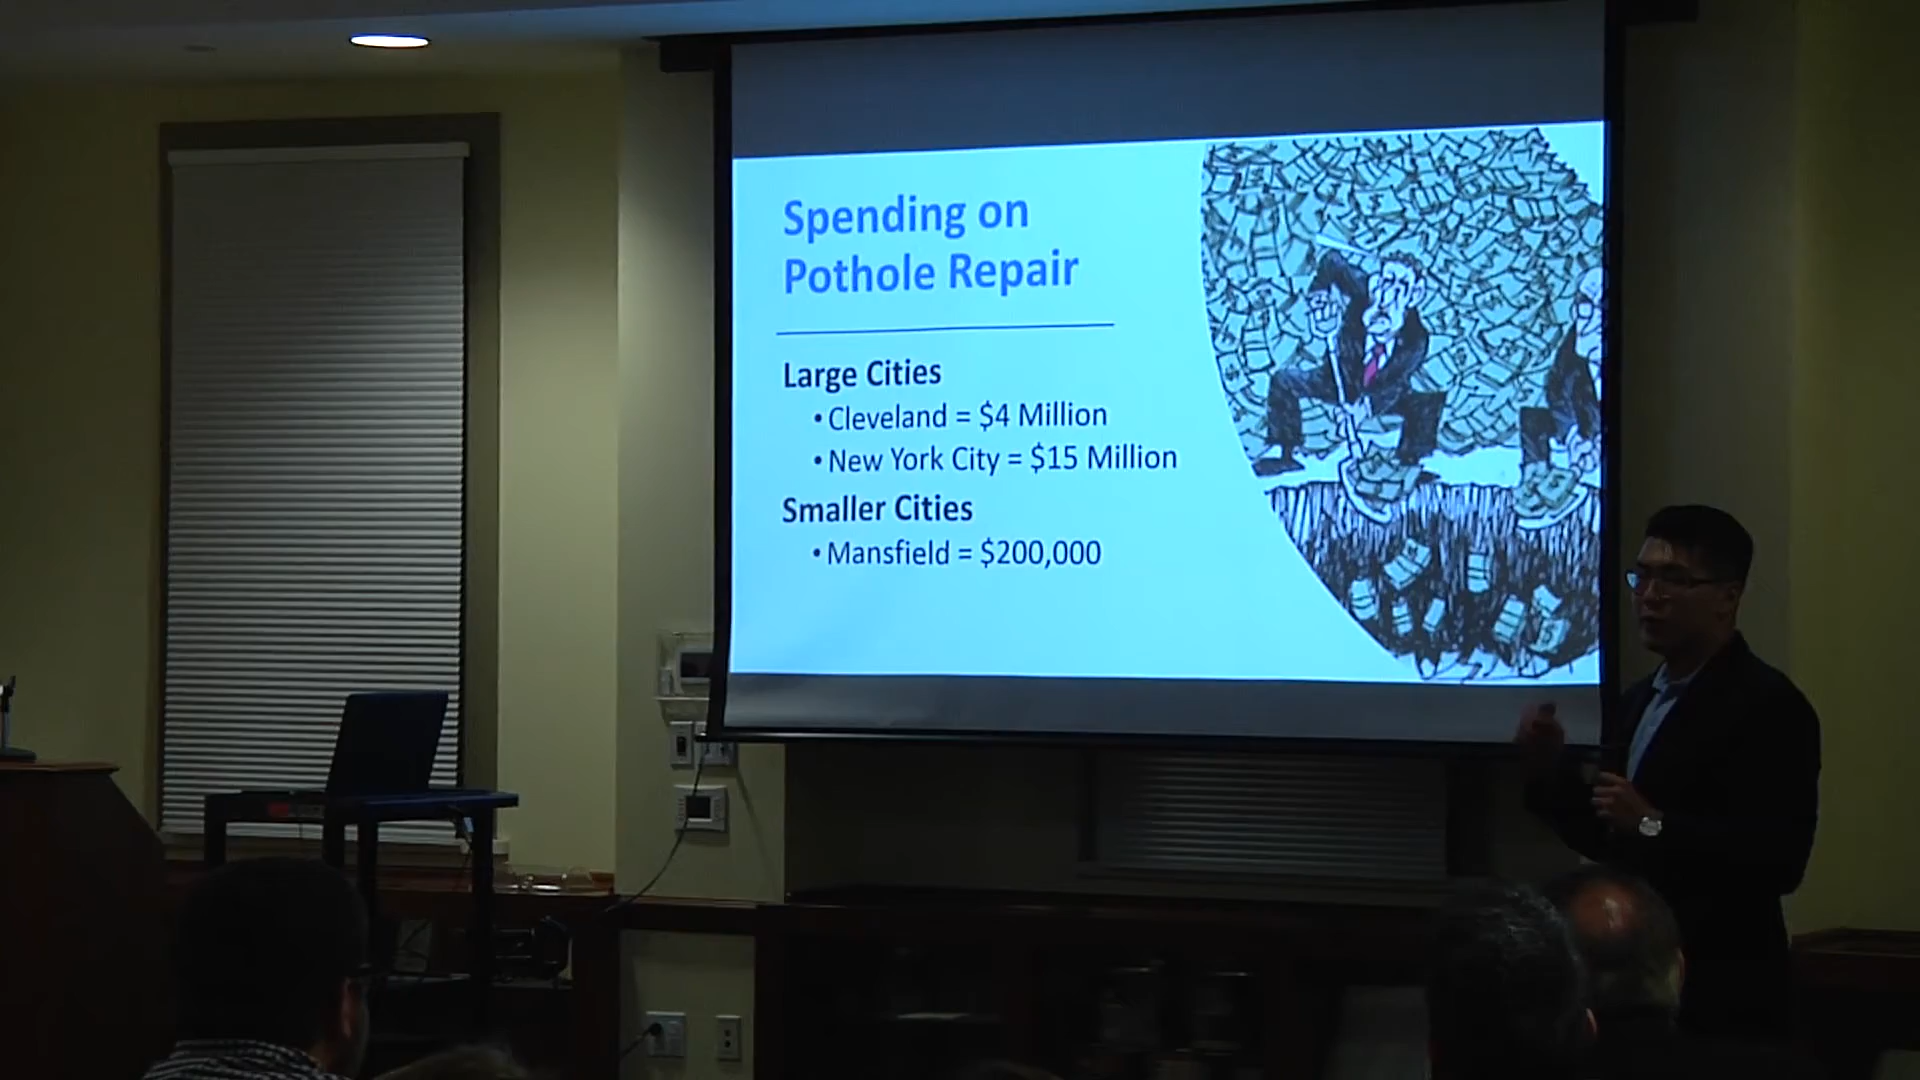 Spending on
Pothole Repair
Large Cities
• Cleveland = $4 Million
• New York City = $15 Million
Smaller Cities
• Mansfield = $200,000